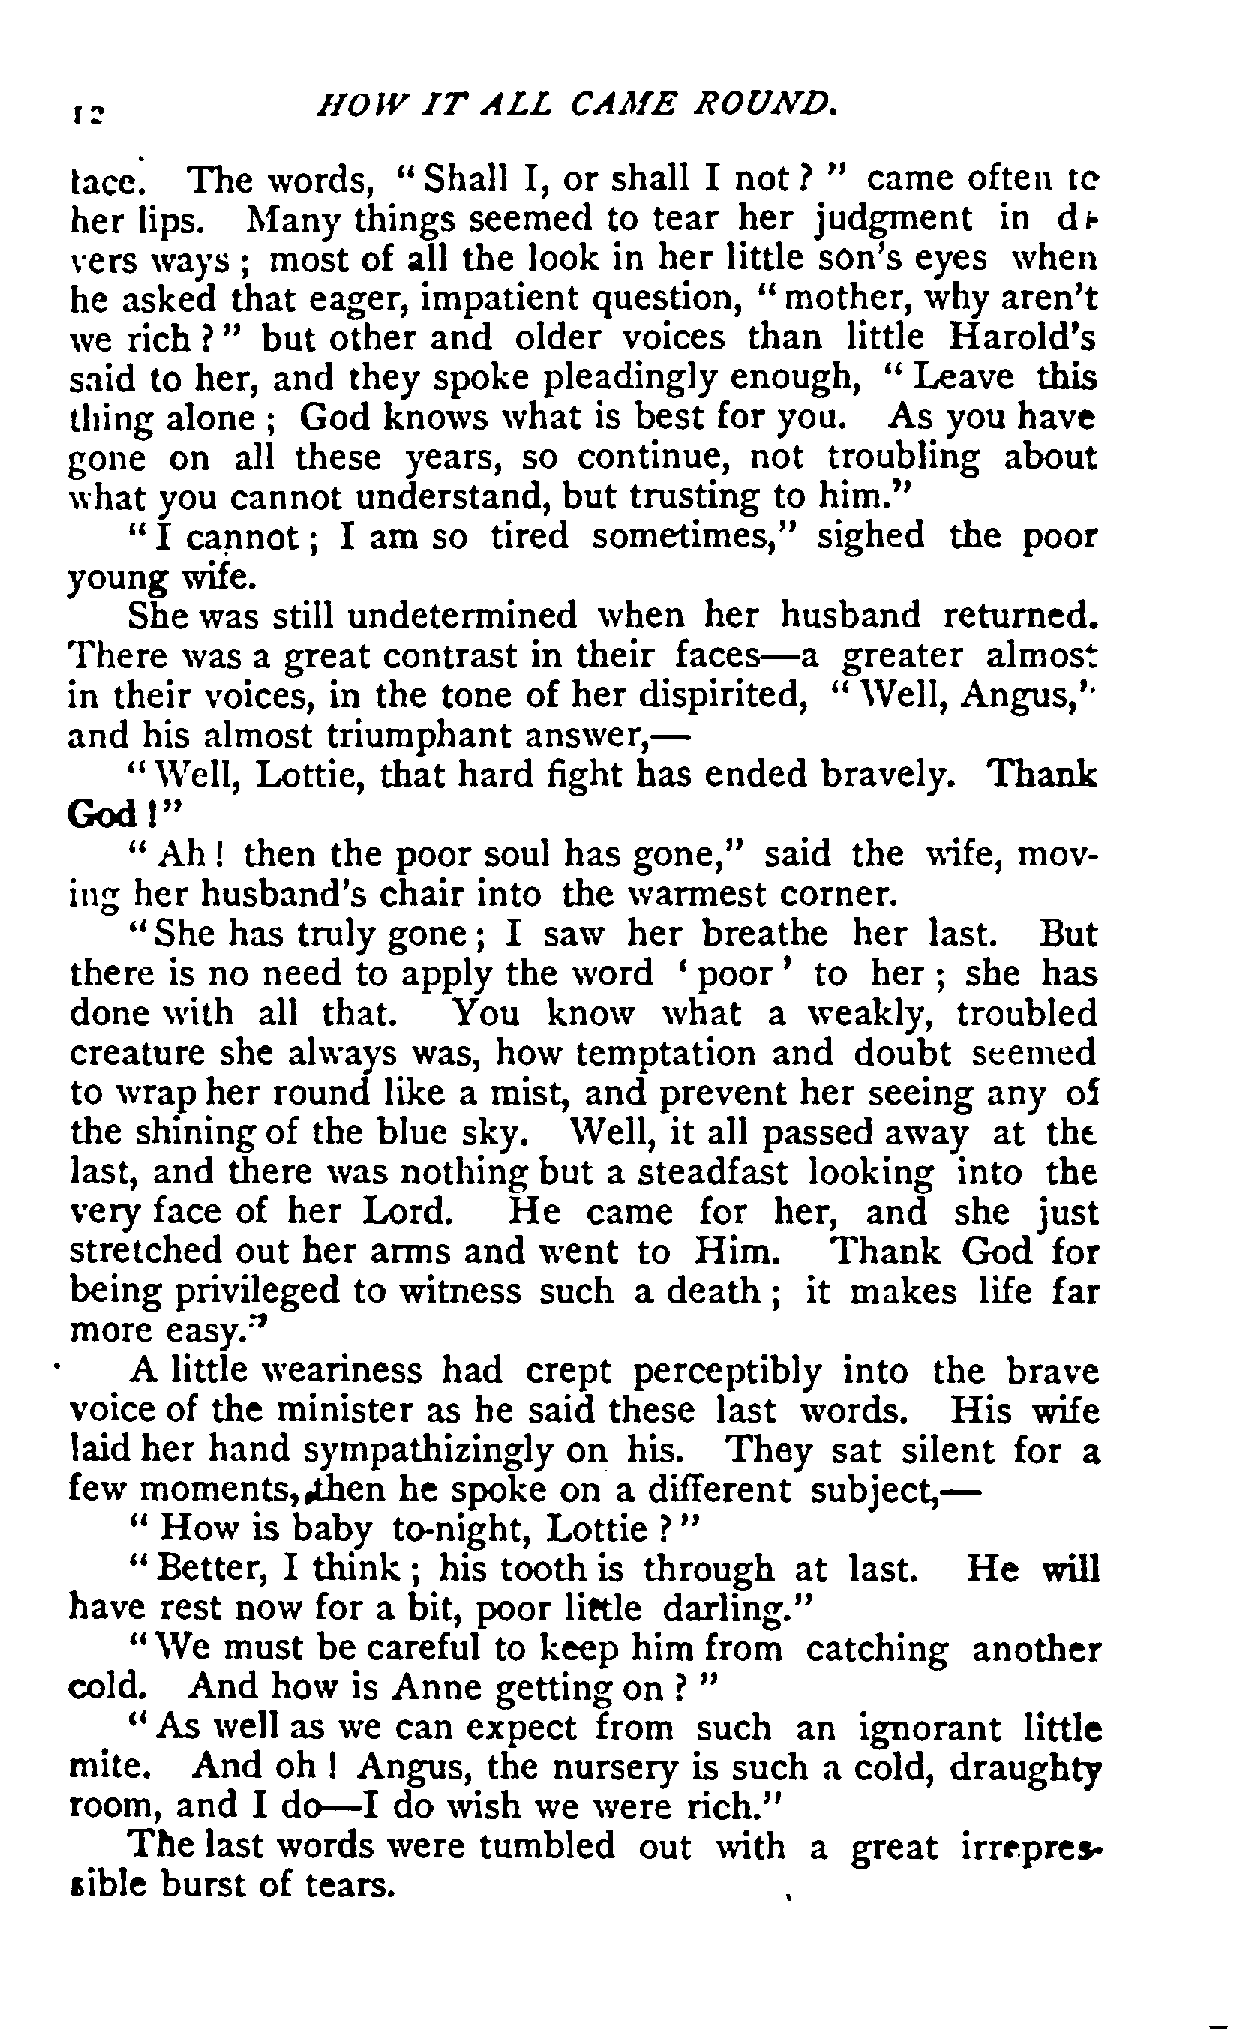 12 HOW IT ALL CAME ROUND.
face. The words, "Shall I, or shall I not?" came often to
her lips. Many things seemed to tear her judgment in di-
vers ways; most of all the look in her little son's eyes when
he asked that eager, impatient question, "mother, why aren't
we rich?" but other and older voices than little Harold's
said to her, and they spoke pleadingly enough, "Leave this
thing alone; God knows what is best for you. As you have
gone on all these years, so continue, not troubling about
what you cannot understand, but trusting to him."
"I cannot; I am so tired sometimes," sighed the poor
young wife.
She was still undetermined when her husband returned.
There was a great contrast in their faces—a greater almost
in their voices, in the tone of her dispirited, "Well, Angus,"
and his almost triumphant answer,—
"Well, Lottie, that hard fight has ended bravely. Thank
God!"
"Ah! then the poor soul has gone," said the wife, mov-
ing her husband's chair into the warmest corner.
"She has truly gone; I saw her breathe her last. But
there is no need to apply the word 'poor' to her; she has
done with all that. You know what a weakly, troubled
creature she always was, how temptation and doubt seemed
to wrap her round like a mist, and prevent her seeing any of
the shining of the blue sky. Well, it all passed away at the
last, and there was nothing but a steadfast looking into the
very face of her Lord. He came for her, and she just
stretched out her arms and went to Him. Thank God for
being privileged to witness such a death; it makes life far
more easy."
A little weariness had crept perceptibly into the brave
voice of the minister as he said these last words. His wife
laid her hand sympathizingly on his. They sat silent for a
few moments, then he spoke on a different subject,—
"How is baby to-night, Lottie?"
"Better, I think; his tooth is through at last. He will
have rest now for a bit, poor little darling."
"We must be careful to keep him from catching another
cold. And how is Anne getting on?"
"As well as we can expect from such an ignorant little
mite. And oh! Angus, the nursery is such a cold, draughty
room, and I do—I do wish we were rich."
The last words were tumbled out with a great irrepres-
sible burst of tears.